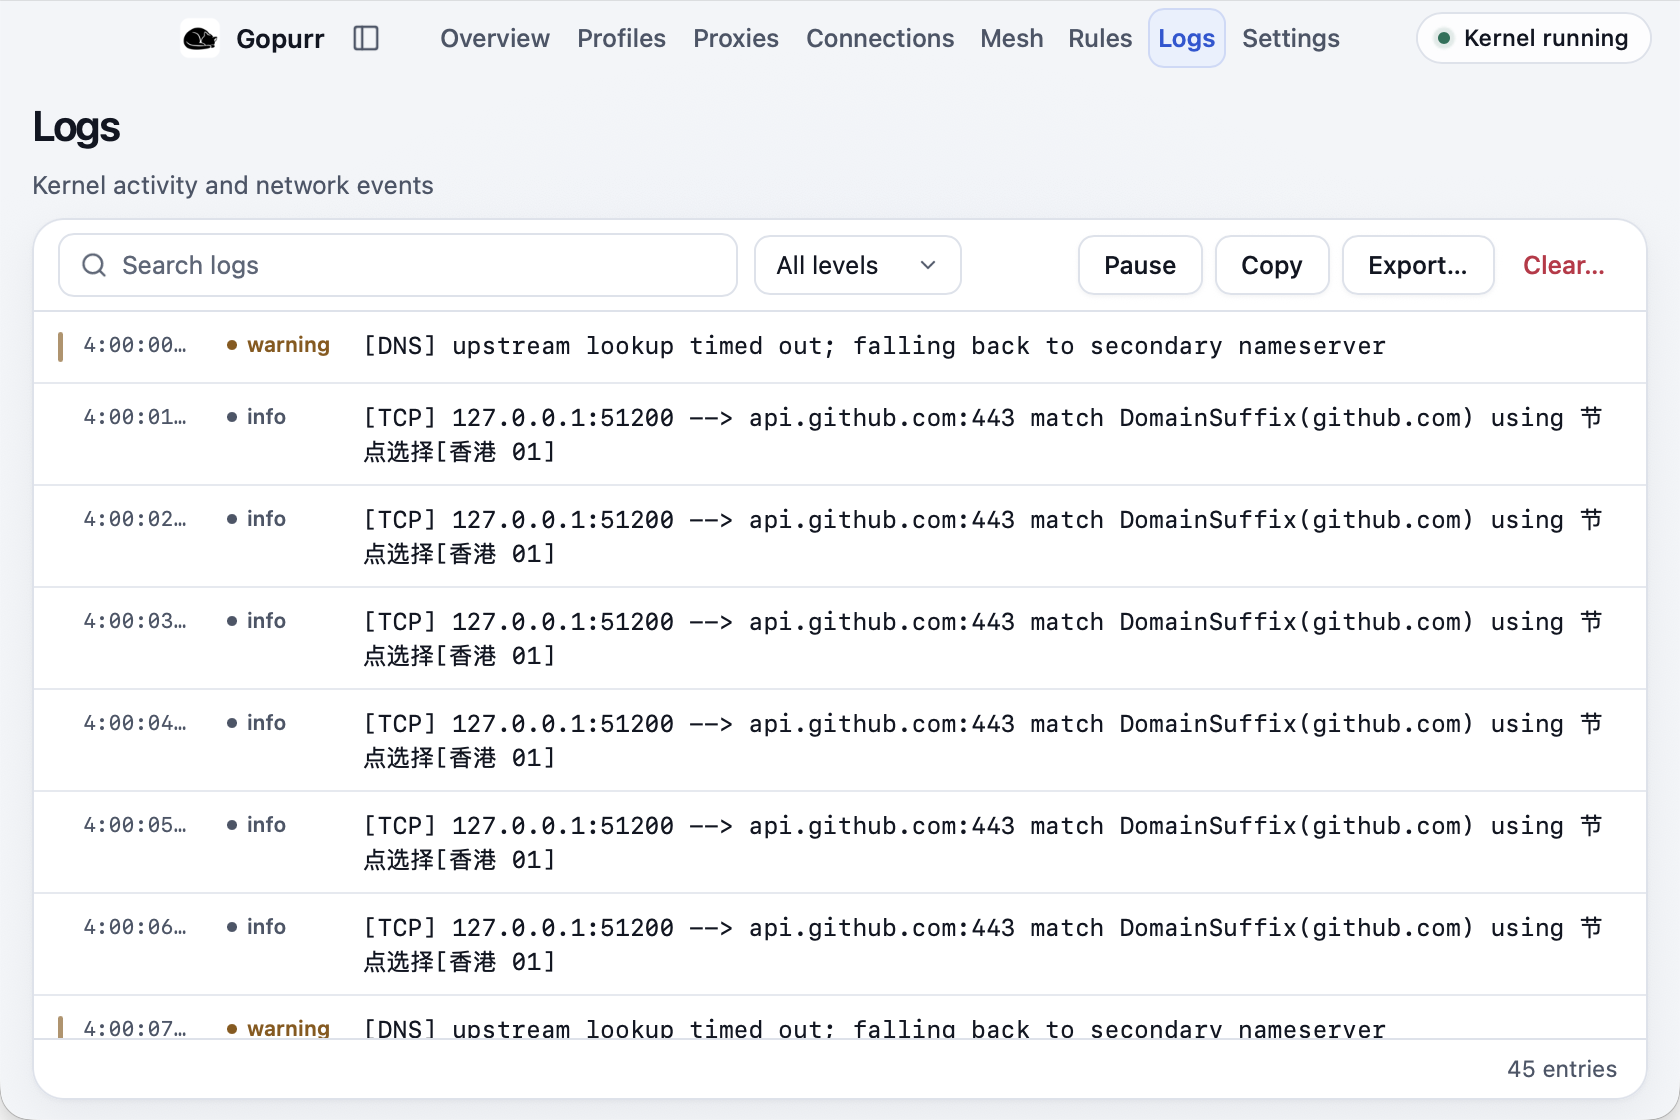 Gopurr
Overview Profiles Proxies Connections Mesh Rules Logs Settings
Kernel running
Logs
Kernel activity and network events
Search logs
All levels
Pause Copy Export... Clear...
4:00:00… warning [DNS] upstream lookup timed out; falling back to secondary nameserver
4:00:01… info [TCP] 127.0.0.1:51200 --> api.github.com:443 match DomainSuffix(github.com) using 节
点选择[香港 01]
4:00:02… info [TCP] 127.0.0.1:51200 --> api.github.com:443 match DomainSuffix(github.com) using 节
点选择[香港 01]
4:00:03… info [TCP] 127.0.0.1:51200 --> api.github.com:443 match DomainSuffix(github.com) using 节
点选择[香港 01]
4:00:04… info [TCP] 127.0.0.1:51200 --> api.github.com:443 match DomainSuffix(github.com) using 节
点选择[香港 01]
4:00:05… info [TCP] 127.0.0.1:51200 --> api.github.com:443 match DomainSuffix(github.com) using 节
点选择[香港 01]
4:00:06… info [TCP] 127.0.0.1:51200 --> api.github.com:443 match DomainSuffix(github.com) using 节
点选择[香港 01]
4:00:07… warning [DNS] upstream lookup timed out; falling back to secondary nameserver
45 entries